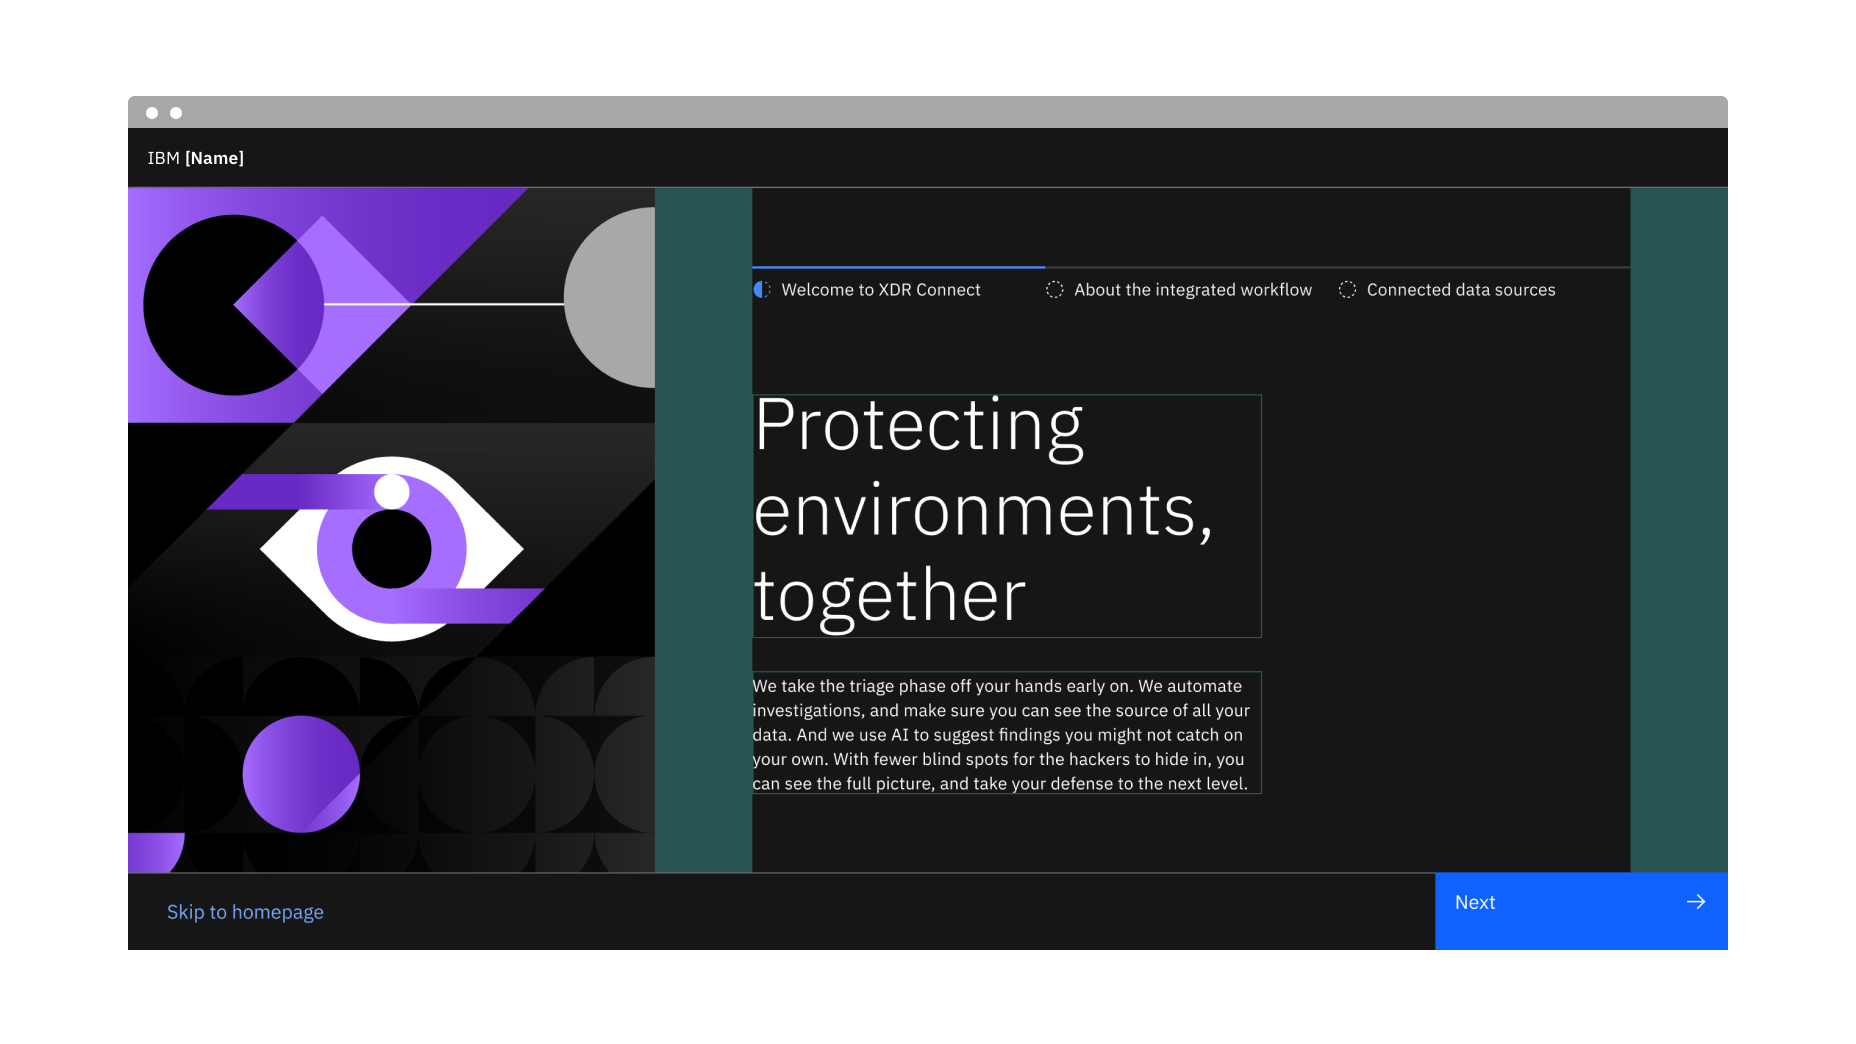 IBM [Name]
Welcome to XDR Connect
About the integrated workflow
Connected data sources
Protecting
environments,
together
We take the triage phase off your hands early on. We automate
investigations, and make sure you can see the source of all your
data. And we use AI to suggest findings you might not catch on
your own. With fewer blind spots for the hackers to hide in, you
can see the full picture, and take your defense to the next level.
Skip to homepage
Next